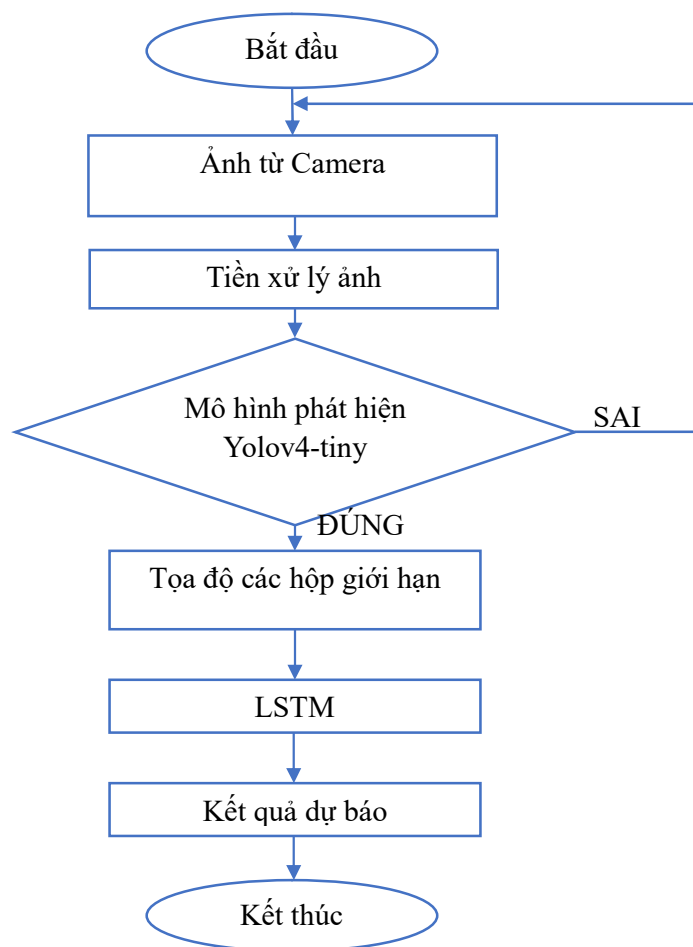 Bắt đầu
Ảnh từ Camera
Tiền xử lý ảnh
Mô hình phát hiện
Yolov4-tiny
SAI
ĐÚNG
Tọa độ các hộp giới hạn
LSTM
Kết quả dự báo
Kết thúc